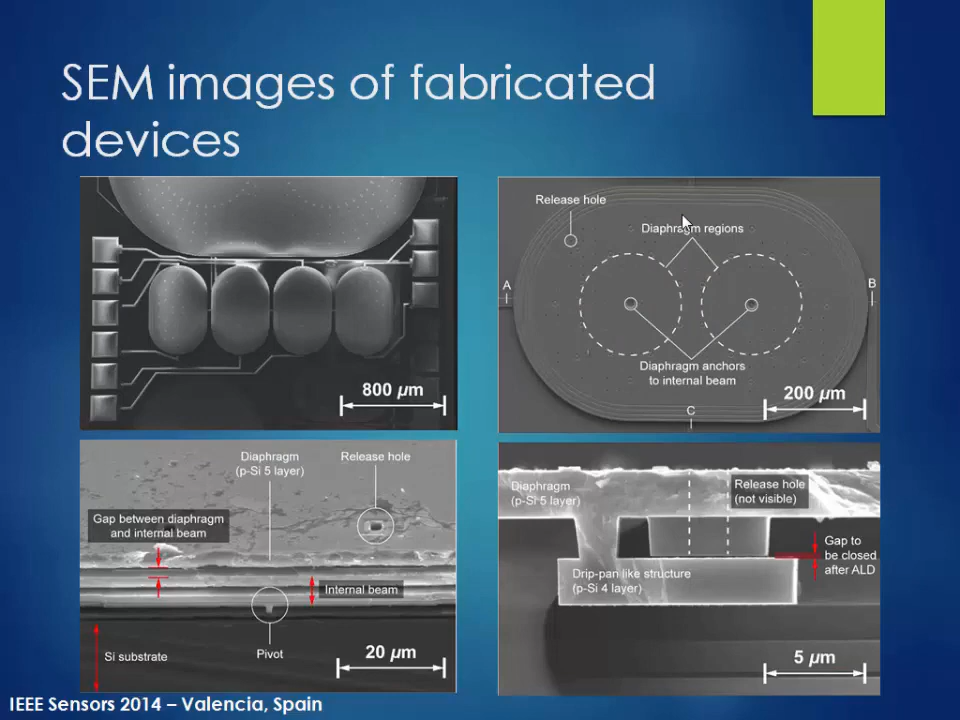 SEM images of fabricated
devices
800 µm
Release hole
Diaphragm regions
A
B
Diaphragm anchors
to internal beam
200 µm
C
Diaphragm
(p-Si 5 layer)
Release hole
Gap between diaphragm
and internal beam
Internal beam
Si substrate
Pivot
20 µm
Diaphragm
(p-Si 5 layer)
Release hole
(not visible)
Gap to
be closed
after ALD
Drip-pan like structure
(p-Si 4 layer)
5 µm
IEEE Sensors 2014 – Valencia, Spain